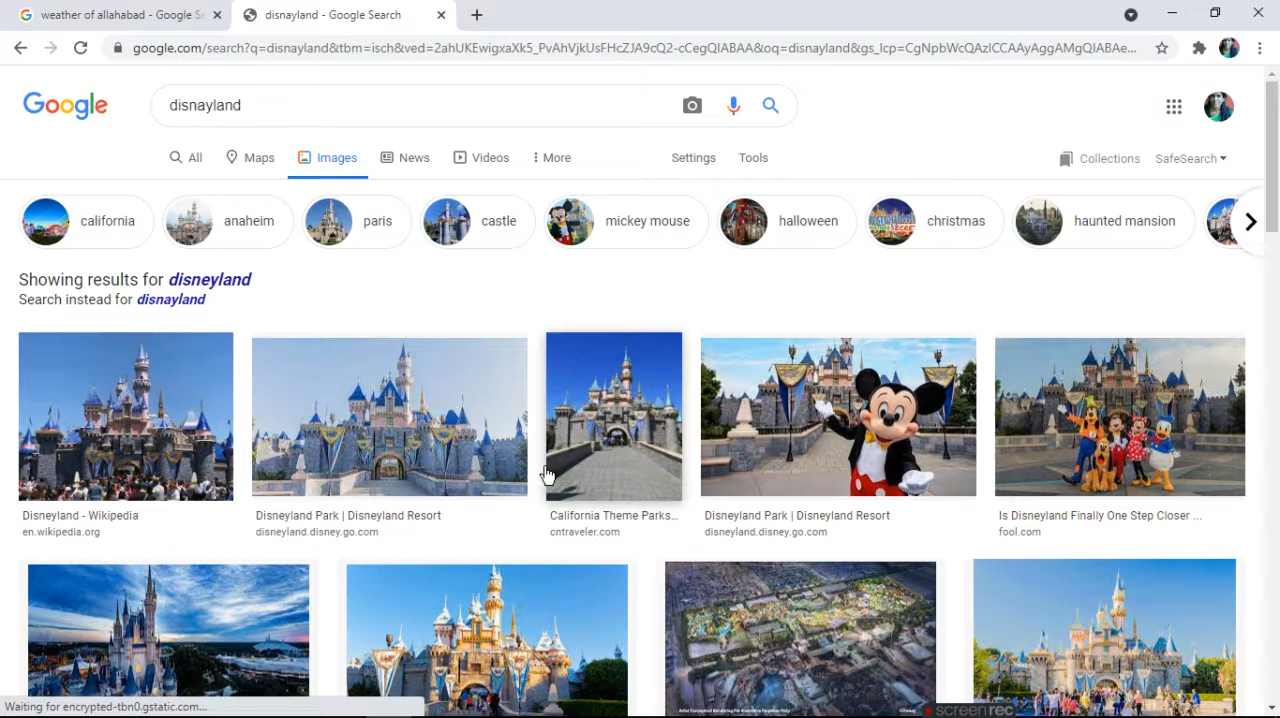 weather of allahabad - Google Se
disnayland - Google Search
google.com/search?q=disnayland&tbm=isch&ved=2ahUKEwigxaXk5_PvAhVjkUsFHcZJA9cQ2-cCegQIABAA&oq=disnayland&gs_lcp=CgNpbWcQAzICCAAyAggAMgQIABAe...
Google
disnayland
All
Maps
Images
News
Videos
More
Settings
Tools
Collections
SafeSearch
california
anaheim
paris
castle
mickey mouse
halloween
christmas
haunted mansion
Showing results for disneyland
Search instead for disnayland
Disneyland - Wikipedia
en.wikipedia.org
Disneyland Park | Disneyland Resort
disneyland.disney.go.com
California Theme Parks...
cntraveler.com
Disneyland Park | Disneyland Resort
disneyland.disney.go.com
Is Disneyland Finally One Step Closer ...
fool.com
Waiting for encrypted-tbn0.gstatic.com...
screenrec